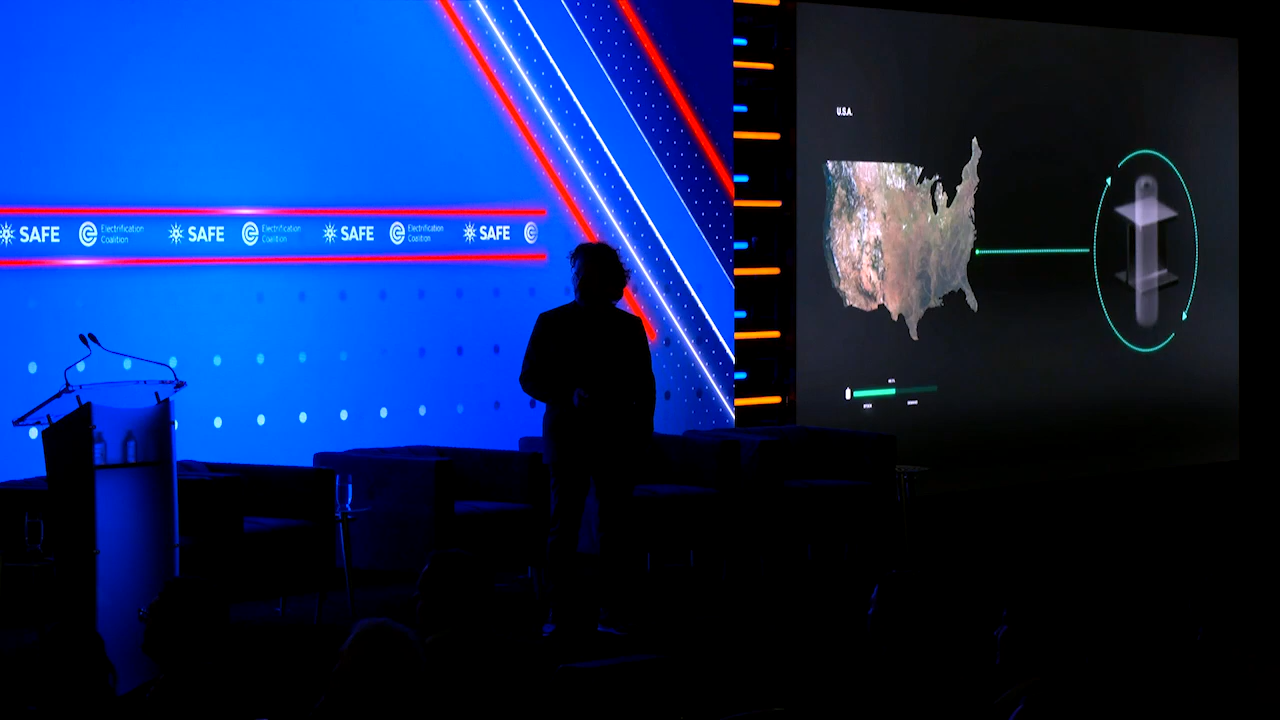 SAFE Electrification
Coalition SAFE Electrification
Coalition SAFE Electrification
Coalition SAFE
U.S.A.